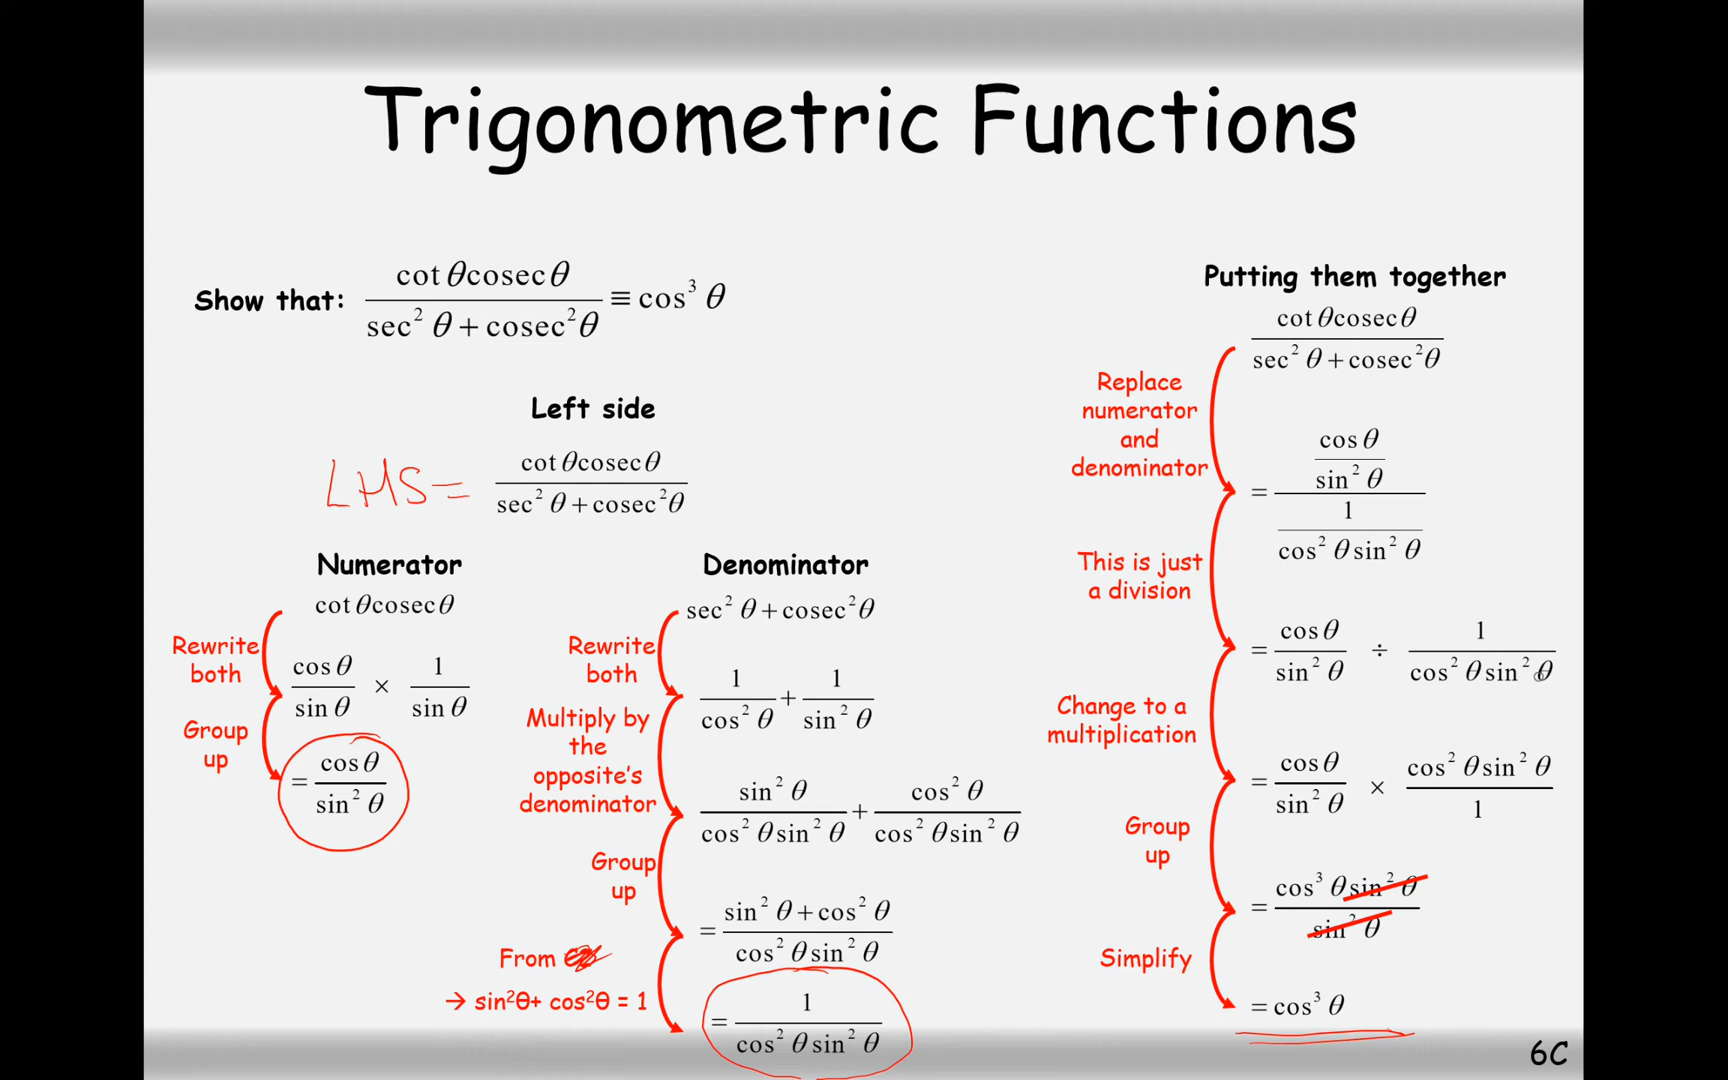 Trigonometric Functions
Show that: cot θcosec θ / sec² θ + cosec²θ ≡ cos³ θ
Left side
LHS = cot θcosec θ / sec² θ + cosec²θ
Numerator
cot θcosec θ
Rewrite
both
cos θ / sin θ × 1 / sin θ
Group
up
= cos θ / sin² θ
Denominator
sec² θ + cosec²θ
Rewrite
both
1 / cos² θ + 1 / sin² θ
Multiply by
the
opposite's
denominator
sin² θ / cos² θ sin² θ + cos² θ / cos² θ sin² θ
Group
up
= sin² θ + cos² θ / cos² θ sin² θ
From
→ sin²θ+ cos²θ = 1
= 1 / cos² θ sin² θ
Putting them together
cot θcosec θ / sec² θ + cosec²θ
Replace
numerator
and
denominator
= cos θ / sin² θ / 1 / cos² θ sin² θ
This is just
a division
= cos θ / sin² θ ÷ 1 / cos² θ sin² θ
Change to a
multiplication
= cos θ / sin² θ × cos² θ sin² θ / 1
Group
up
= cos³ θ sin² θ / sin² θ
Simplify
= cos³ θ
6C